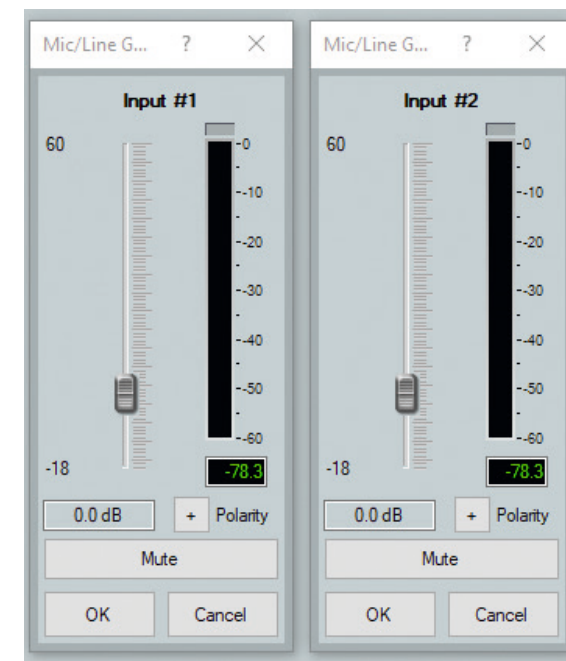 Mic/Line G... ? ×
Input #1
60
-0
--10
--20
--30
--40
--50
--60
-18
-78.3
0.0 dB + Polarity
Mute
OK Cancel
Mic/Line G... ? ×
Input #2
60
-0
--10
--20
--30
--40
--50
--60
-18
-78.3
0.0 dB + Polarity
Mute
OK Cancel